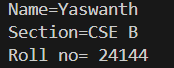 Name=Yaswanth
Section=CSE B
Roll no= 24144